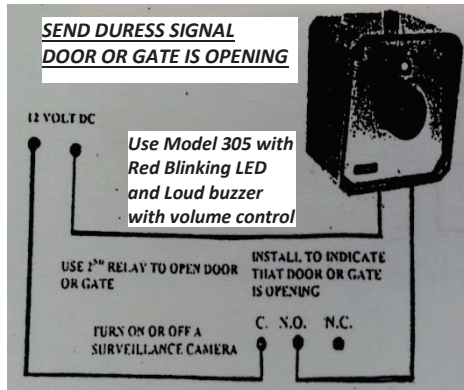 SEND DURESS SIGNAL
DOOR OR GATE IS OPENING
12 VOLT DC
Use Model 305 with
Red Blinking LED
and Loud buzzer
with volume control
USE 2ND RELAY TO OPEN DOOR
OR GATE
INSTALL TO INDICATE
THAT DOOR OR GATE
IS OPENING
TURN ON OR OFF A
SURVEILLANCE CAMERA
C. N.O. N.C.